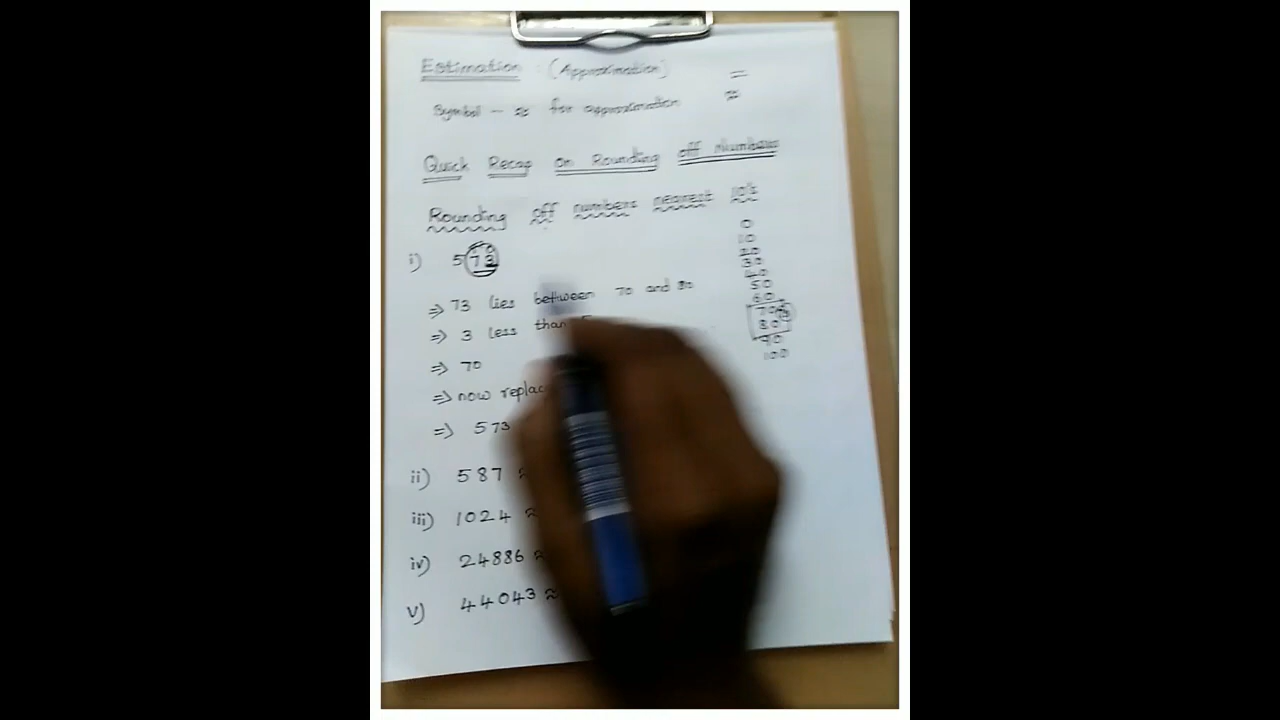 Estimation : (Approximation) =
Symbol - ≈ for approximation ≈
Quick Recap on Rounding off Numbers
Rounding off numbers nearest 10's
0
10
20
30
40
50
60
70
80
90
100
i) 573
⇒ 73 lies between 70 and 80
⇒ 3 less than
⇒ 70
⇒ now
⇒ 573
ii) 587 ≈
iii) 1024 ≈
iv) 24886 ≈
v) 44043 ≈